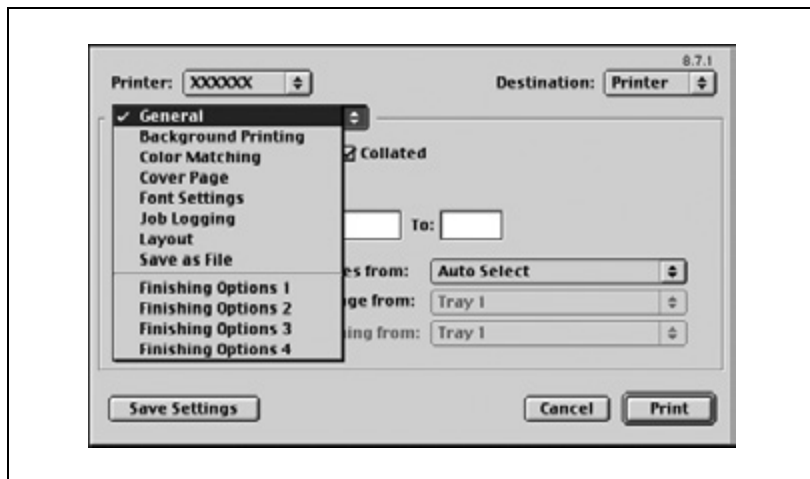 8.7.1
Printer: XXXXXX Destination: Printer
✓ General
Background Printing
Color Matching
Collated
Cover Page
Font Settings
Job Logging
To:
Layout
Save as File
es from: Auto Select
Finishing Options 1
ge from: Tray 1
Finishing Options 2
Finishing Options 3
ing from: Tray 1
Finishing Options 4
Save Settings Cancel Print